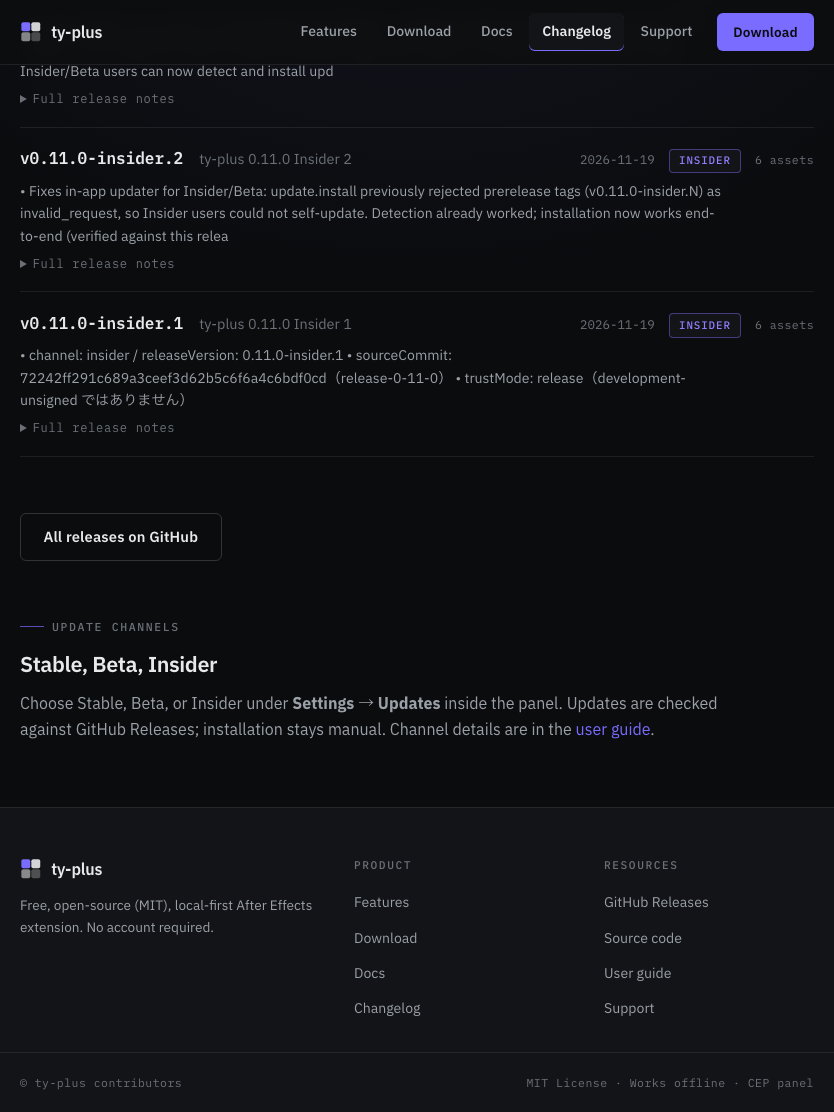 ty-plus
Features Download Docs Changelog Support Download
Insider/Beta users can now detect and install upd
▶ Full release notes
v0.11.0-insider.2 ty-plus 0.11.0 Insider 2 2026-11-19 INSIDER 6 assets
• Fixes in-app updater for Insider/Beta: update.install previously rejected prerelease tags (v0.11.0-insider.N) as
invalid_request, so Insider users could not self-update. Detection already worked; installation now works end-
to-end (verified against this relea
▶ Full release notes
v0.11.0-insider.1 ty-plus 0.11.0 Insider 1 2026-11-19 INSIDER 6 assets
• channel: insider / releaseVersion: 0.11.0-insider.1 • sourceCommit:
72242ff291c689a3ceef3d62b5c6f6a4c6bdf0cd（release-0-11-0） • trustMode: release（development-
unsigned ではありません）
▶ Full release notes
All releases on GitHub
UPDATE CHANNELS
Stable, Beta, Insider
Choose Stable, Beta, or Insider under Settings → Updates inside the panel. Updates are checked
against GitHub Releases; installation stays manual. Channel details are in the user guide.
ty-plus
Free, open-source (MIT), local-first After Effects
extension. No account required.
PRODUCT
Features
Download
Docs
Changelog
RESOURCES
GitHub Releases
Source code
User guide
Support
© ty-plus contributors
MIT License · Works offline · CEP panel